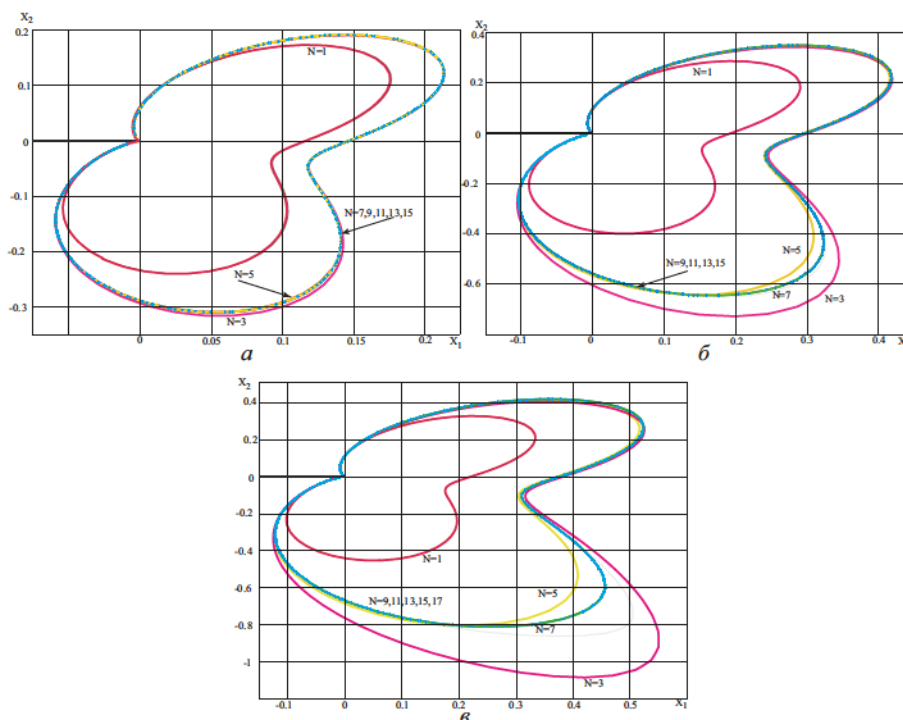 X2
0.2
N=1
0.1
0
-0.1
N=7,9,11,13,15
-0.2
N=5
-0.3
N=3
0
0.05
0.1
0.15
0.2
X1
а
X2
0.4
N=1
0.2
0
-0.2
-0.4
N=5
N=9,11,13,15
-0.6
N=7
N=3
-0.1
0
0.1
0.2
0.3
0.4
X
б
X2
0.4
0.2
0
-0.2
-0.4
N=1
-0.6
N=9,11,13,15,17
N=5
-0.8
N=7
-1
N=3
-0.1
0
0.1
0.2
0.3
0.4
0.5
X1
в